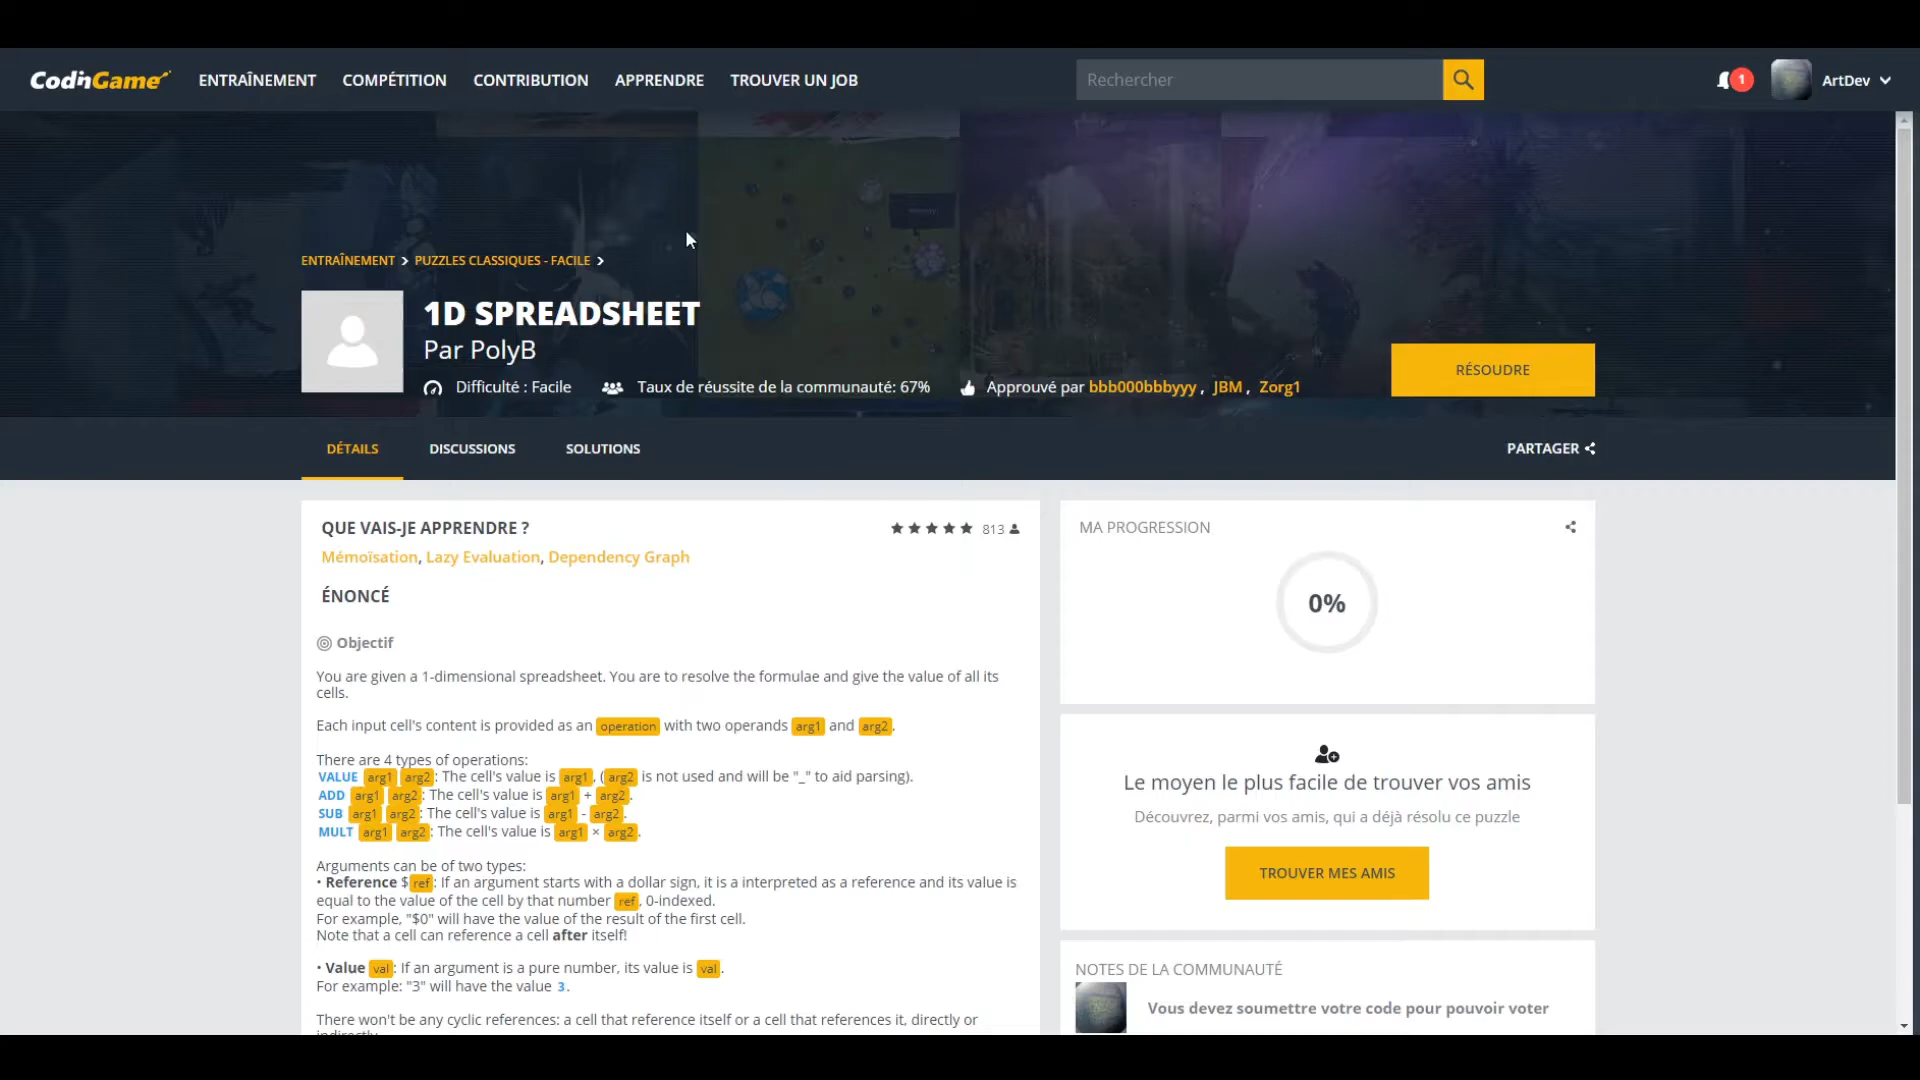 CodinGame
ENTRAÎNEMENT
COMPÉTITION
CONTRIBUTION
APPRENDRE
TROUVER UN JOB
Rechercher
1
ArtDev
ENTRAÎNEMENT > PUZZLES CLASSIQUES - FACILE >
1D SPREADSHEET
Par PolyB
Difficulté : Facile
Taux de réussite de la communauté: 67%
Approuvé par bbb000bbbyyy , JBM , Zorg1
RÉSOUDRE
DÉTAILS
DISCUSSIONS
SOLUTIONS
PARTAGER
QUE VAIS-JE APPRENDRE ?
813
Mémoïsation, Lazy Evaluation, Dependency Graph
ÉNONCÉ
Objectif
You are given a 1-dimensional spreadsheet. You are to resolve the formulae and give the value of all its
cells.
Each input cell's content is provided as an operation with two operands arg1 and arg2.
There are 4 types of operations:
VALUE arg1 arg2: The cell's value is arg1, (arg2 is not used and will be "_" to aid parsing).
ADD arg1 arg2: The cell's value is arg1 + arg2.
SUB arg1 arg2: The cell's value is arg1 - arg2.
MULT arg1 arg2: The cell's value is arg1 × arg2.
Arguments can be of two types:
• Reference $ref: If an argument starts with a dollar sign, it is a interpreted as a reference and its value is
equal to the value of the cell by that number ref, 0-indexed.
For example, "$0" will have the value of the result of the first cell.
Note that a cell can reference a cell after itself!
• Value val: If an argument is a pure number, its value is val.
For example: "3" will have the value 3.
There won't be any cyclic references: a cell that reference itself or a cell that references it, directly or
MA PROGRESSION
0%
Le moyen le plus facile de trouver vos amis
Découvrez, parmi vos amis, qui a déjà résolu ce puzzle
TROUVER MES AMIS
NOTES DE LA COMMUNAUTÉ
Vous devez soumettre votre code pour pouvoir voter